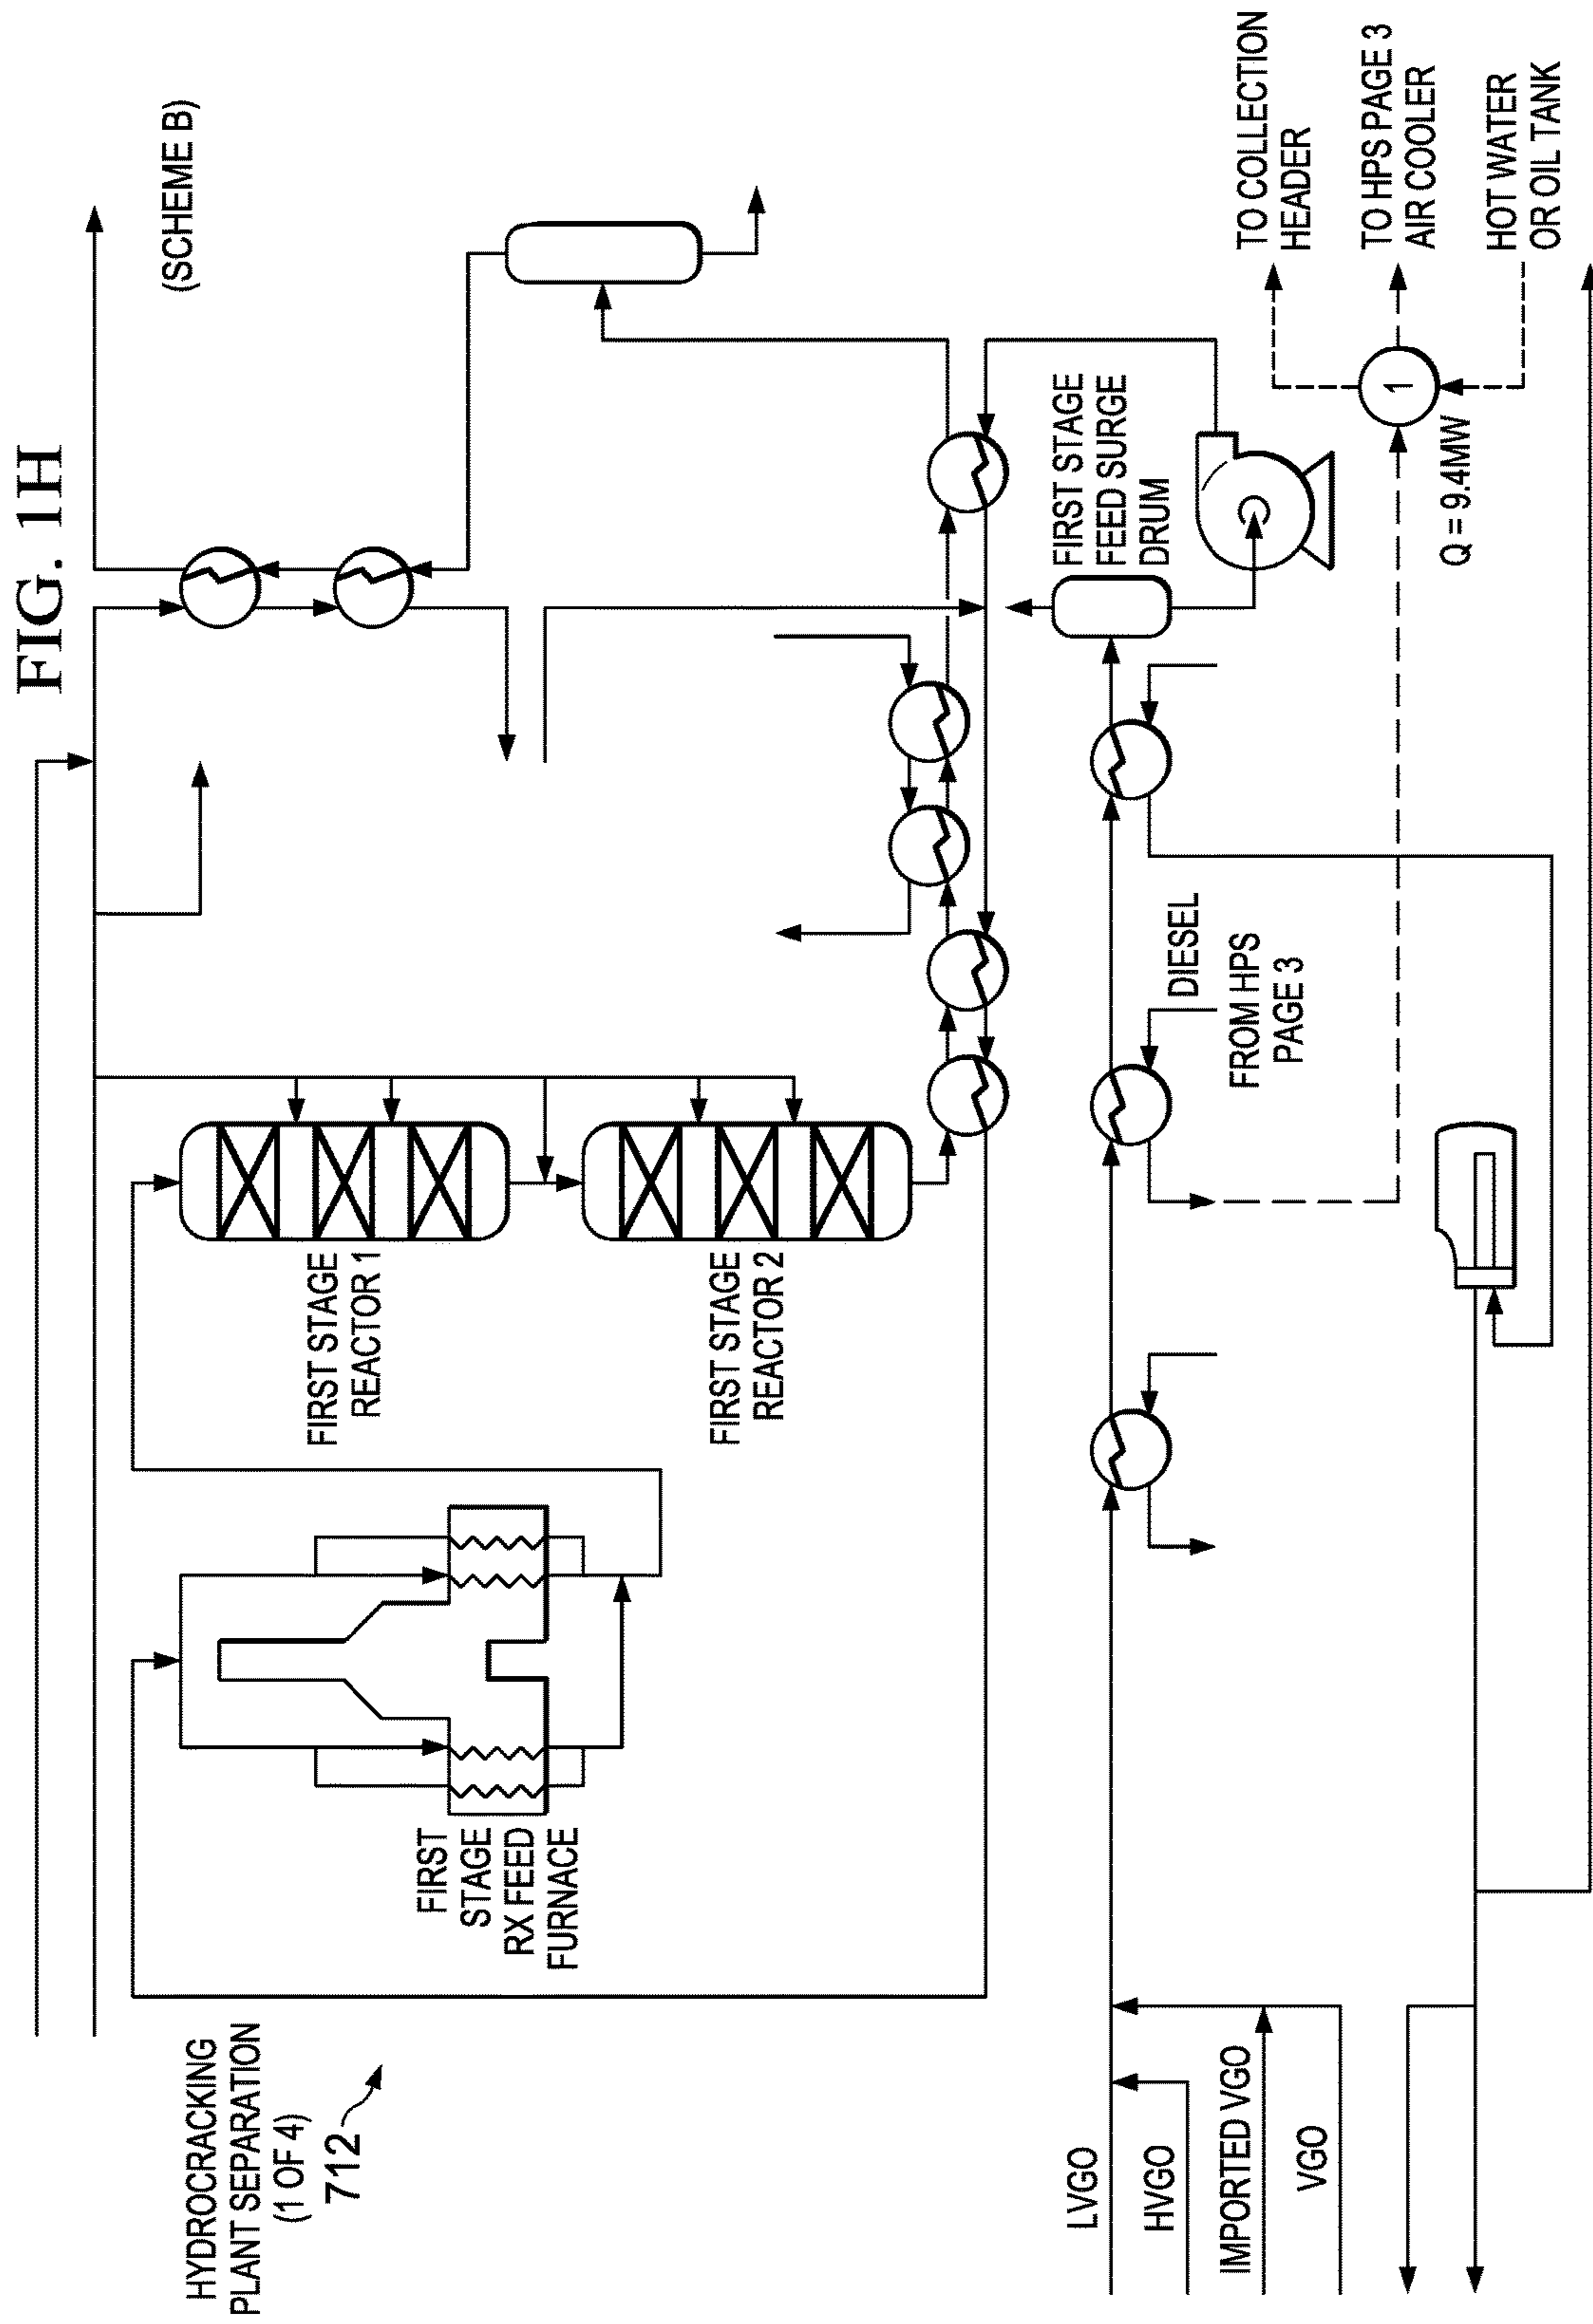 FIG. 1H
(SCHEME B)
HYDROCRACKING
PLANT SEPARATION
(1 OF 4)
712
FIRST STAGE
REACTOR 1
FIRST STAGE
REACTOR 2
FIRST
STAGE
RX FEED
FURNACE
FIRST STAGE
FEED SURGE
DRUM
LVGO
HVGO
IMPORTED VGO
VGO
DIESEL
FROM HPS
PAGE 3
1
Q = 9.4MW
TO COLLECTION
HEADER
TO HPS PAGE 3
AIR COOLER
HOT WATER
OR OIL TANK